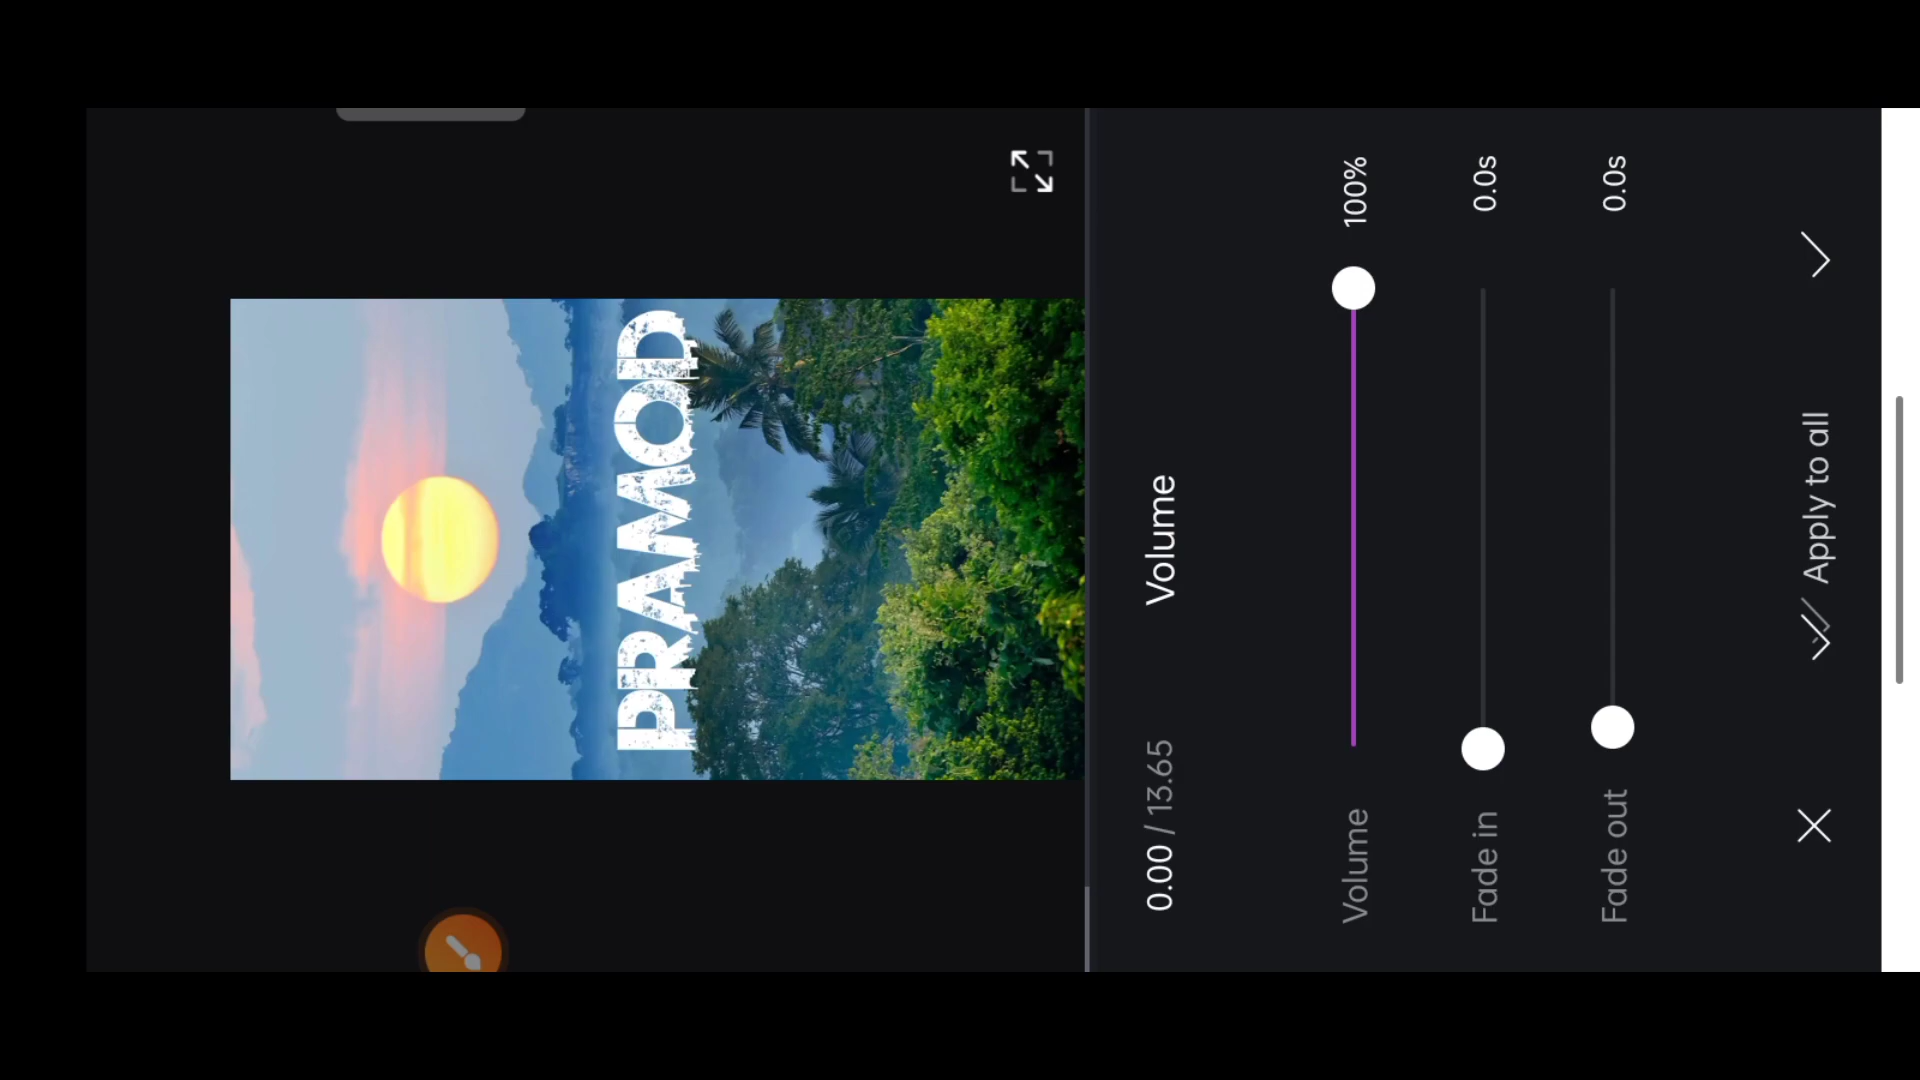 PRAMOD
0.00 / 13.65
Volume
Volume 100%
Fade in 0.0s
Fade out 0.0s
Apply to all